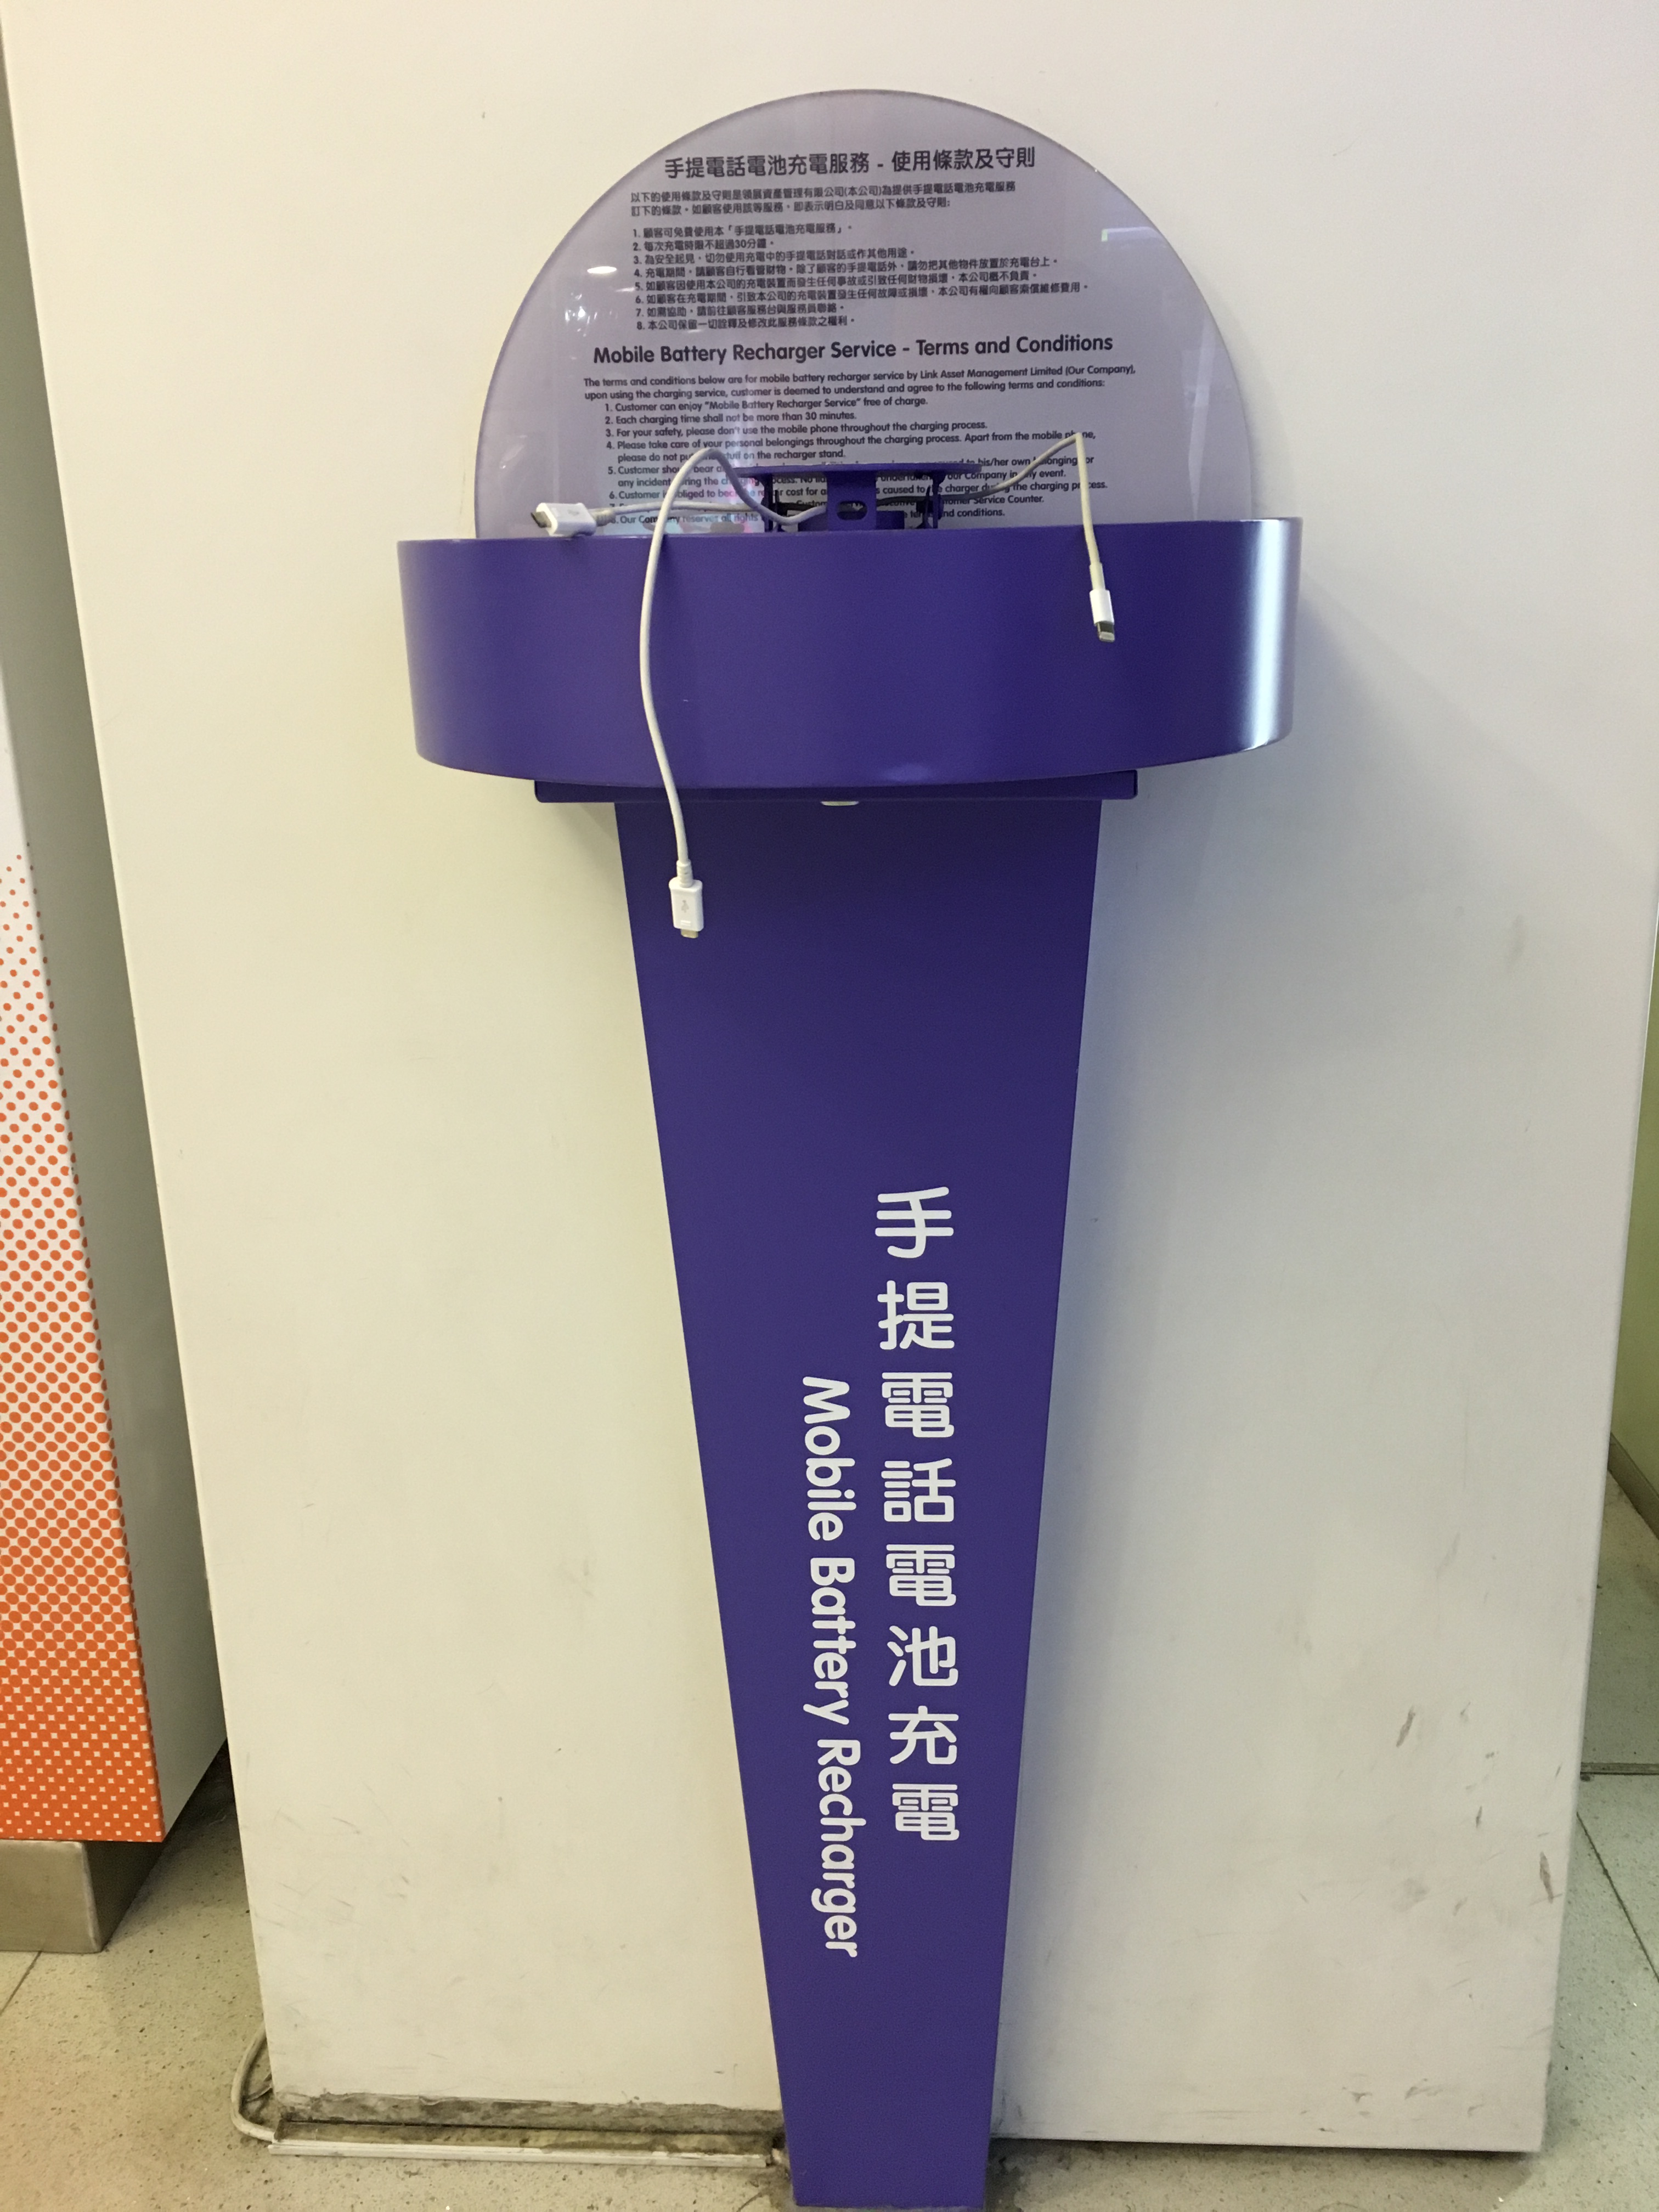 手提電話電池充電服務 - 使用條款及守則
以下的使用條款及守則是領展資產管理有限公司(本公司)為提供手提電話電池充電服務
訂下的條款。如顧客使用該等服務，即表示明白及同意以下條款及守則:
1. 顧客可免費使用本「手提電話電池充電服務」。
2. 每次充電時限不超過30分鐘。
3. 為安全起見，切勿使用充電中的手提電話對話或作其他用途。
4. 充電期間，請顧客自行看管財物。除了顧客的手提電話外，請勿把其他物件放置於充電台上。
5. 如顧客因使用本公司的充電裝置而發生任何事故或引致任何財物損壞，本公司概不負責。
6. 如顧客在充電期間，引致本公司的充電裝置發生任何故障或損壞，本公司有權向顧客索償維修費用。
7. 如需協助，請前往顧客服務台與服務員聯絡。
8. 本公司保留一切詮釋及修改此服務條款之權利。
Mobile Battery Recharger Service - Terms and Conditions
The terms and conditions below are for mobile battery recharger service by Link Asset Management Limited (Our Company),
upon using the charging service, customer is deemed to understand and agree to the following terms and conditions:
1. Customer can enjoy "Mobile Battery Recharger Service" free of charge.
2. Each charging time shall not be more than 30 minutes.
3. For your safety, please don't use the mobile phone throughout the charging process.
4. Please take care of your personal belongings throughout the charging process. Apart from the mobile phone,
please do not put stuff on the recharger stand.
5. Customer shall bear to his/her own belonging or
any incident during the charging process. No our Company in any event.
6. Customer obliged to cost for caused to the charger during the charging process.
Customer Service Counter.
8. Our Company reserves all rights and conditions.
手提電話電池充電
Mobile Battery Recharger